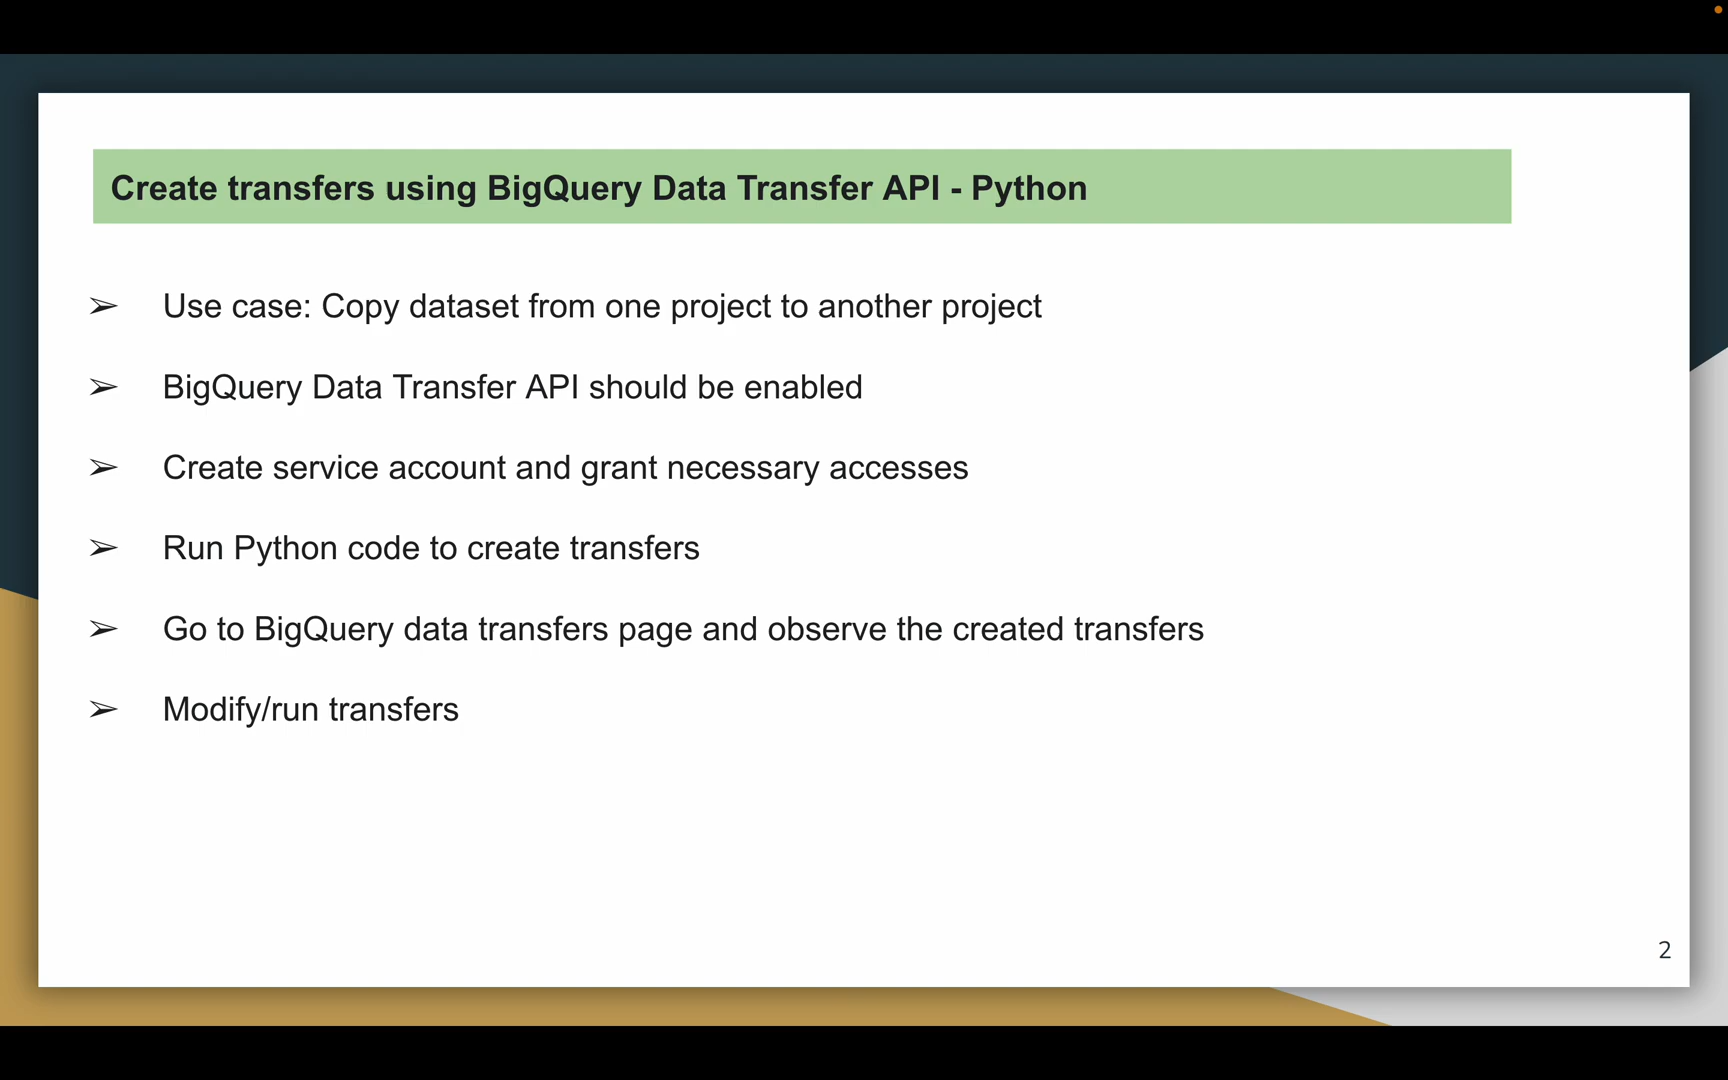 Create transfers using BigQuery Data Transfer API - Python
➢ Use case: Copy dataset from one project to another project
➢ BigQuery Data Transfer API should be enabled
➢ Create service account and grant necessary accesses
➢ Run Python code to create transfers
➢ Go to BigQuery data transfers page and observe the created transfers
➢ Modify/run transfers
2